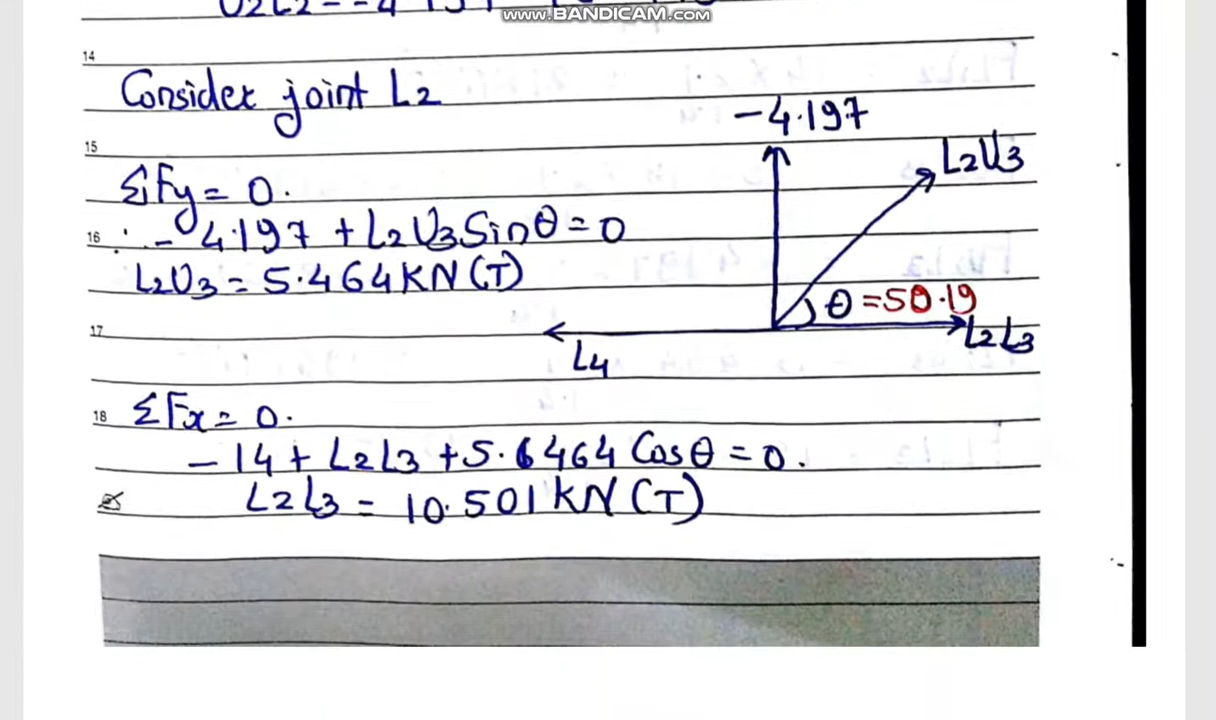 WWW.BANDICAM.COM
14
Consider joint L2
-4.197
15
L2U3
ΣFy = 0.
16 ∴ -4.197 + L2U3 Sinθ = 0
L2U3 = 5.464 KN (T)
θ = 50.19
17
L2L3
L4
18 ΣFx = 0.
-14 + L2L3 + 5.6464 Cosθ = 0.
L2L3 = 10.501 KN (T)